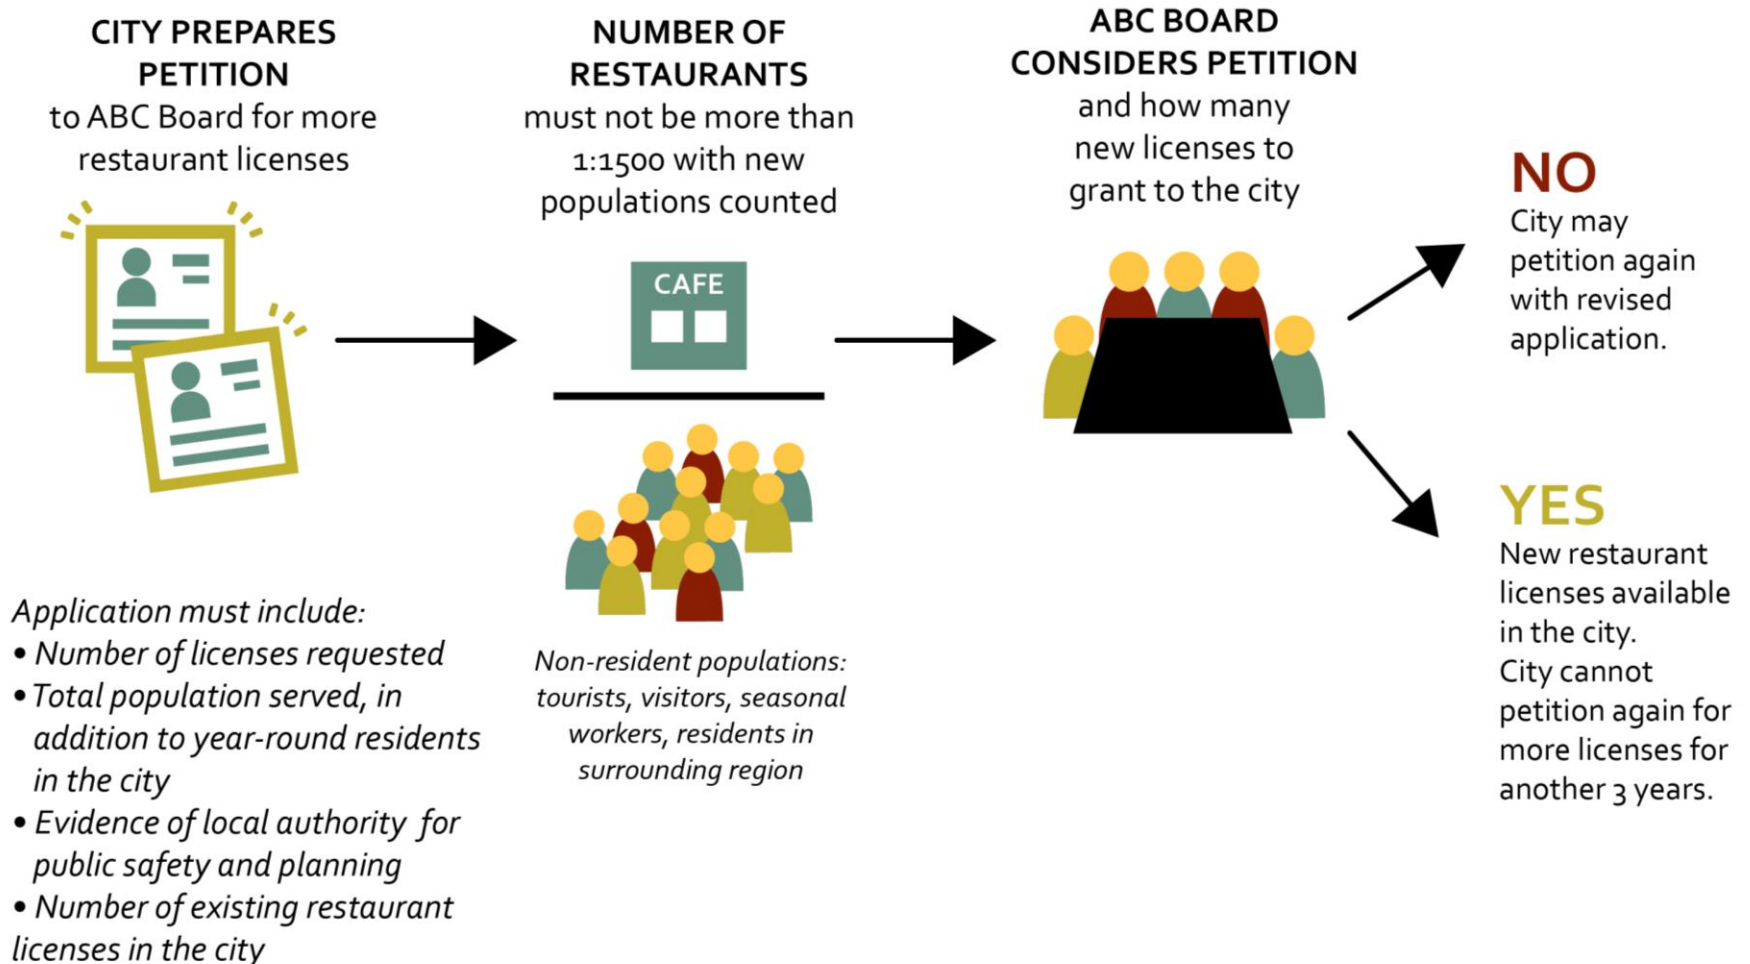 CITY PREPARES
PETITION
to ABC Board for more
restaurant licenses
Application must include:
• Number of licenses requested
• Total population served, in
addition to year-round residents
in the city
• Evidence of local authority for
public safety and planning
• Number of existing restaurant
licenses in the city
NUMBER OF
RESTAURANTS
must not be more than
1:1500 with new
populations counted
CAFE
Non-resident populations:
tourists, visitors, seasonal
workers, residents in
surrounding region
ABC BOARD
CONSIDERS PETITION
and how many
new licenses to
grant to the city
NO
City may
petition again
with revised
application.
YES
New restaurant
licenses available
in the city.
City cannot
petition again for
more licenses for
another 3 years.